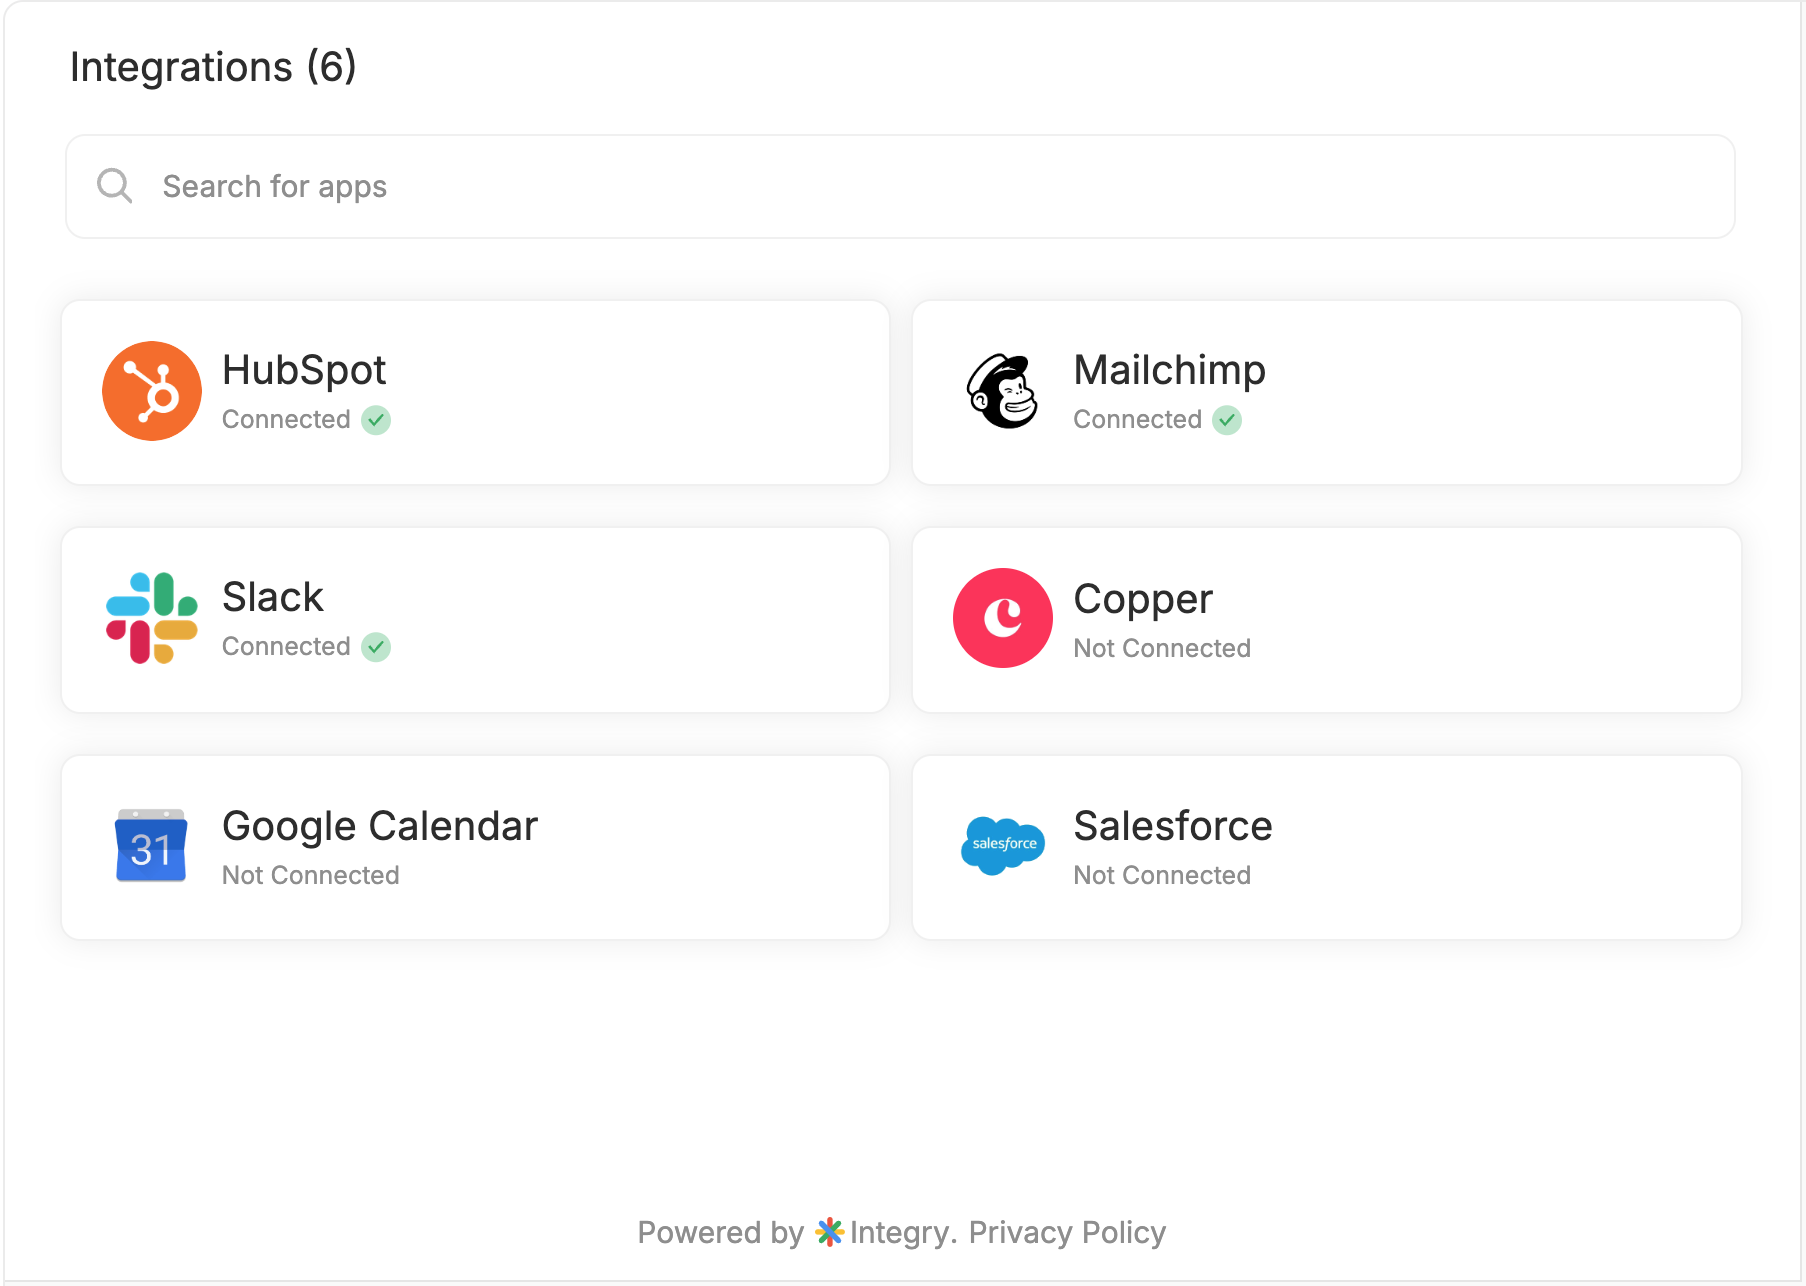 Integrations (6)
Search for apps
HubSpot
Connected
Mailchimp
Connected
Slack
Connected
Copper
Not Connected
31
Google Calendar
Not Connected
salesforce
Salesforce
Not Connected
Powered by Integry. Privacy Policy